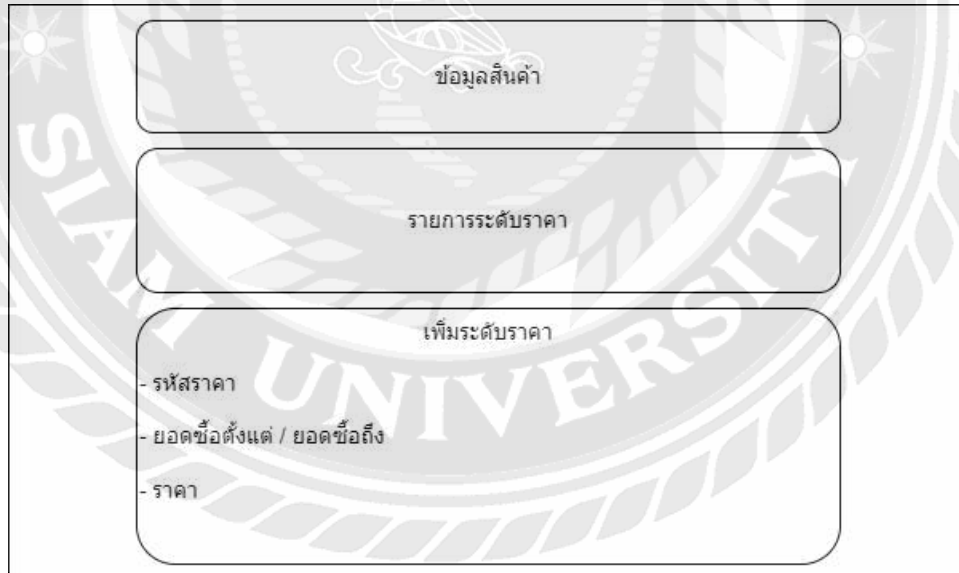 ข้อมูลสินค้า
รายการระดับราคา
เพิ่มระดับราคา
- รหัสราคา
- ยอดซื้อตั้งแต่ / ยอดซื้อถึง
- ราคา
SIAM UNIVERSITY